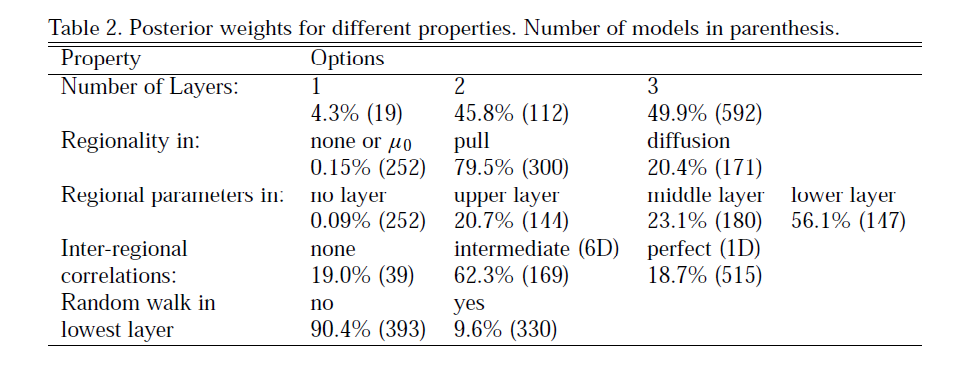 Table 2. Posterior weights for different properties. Number of models in parenthesis.
Property Options
Number of Layers: 1 2 3
4.3% (19) 45.8% (112) 49.9% (592)
Regionality in: none or μ₀ pull diffusion
0.15% (252) 79.5% (300) 20.4% (171)
Regional parameters in: no layer upper layer middle layer lower layer
0.09% (252) 20.7% (144) 23.1% (180) 56.1% (147)
Inter-regional none intermediate (6D) perfect (1D)
correlations: 19.0% (39) 62.3% (169) 18.7% (515)
Random walk in no yes
lowest layer 90.4% (393) 9.6% (330)